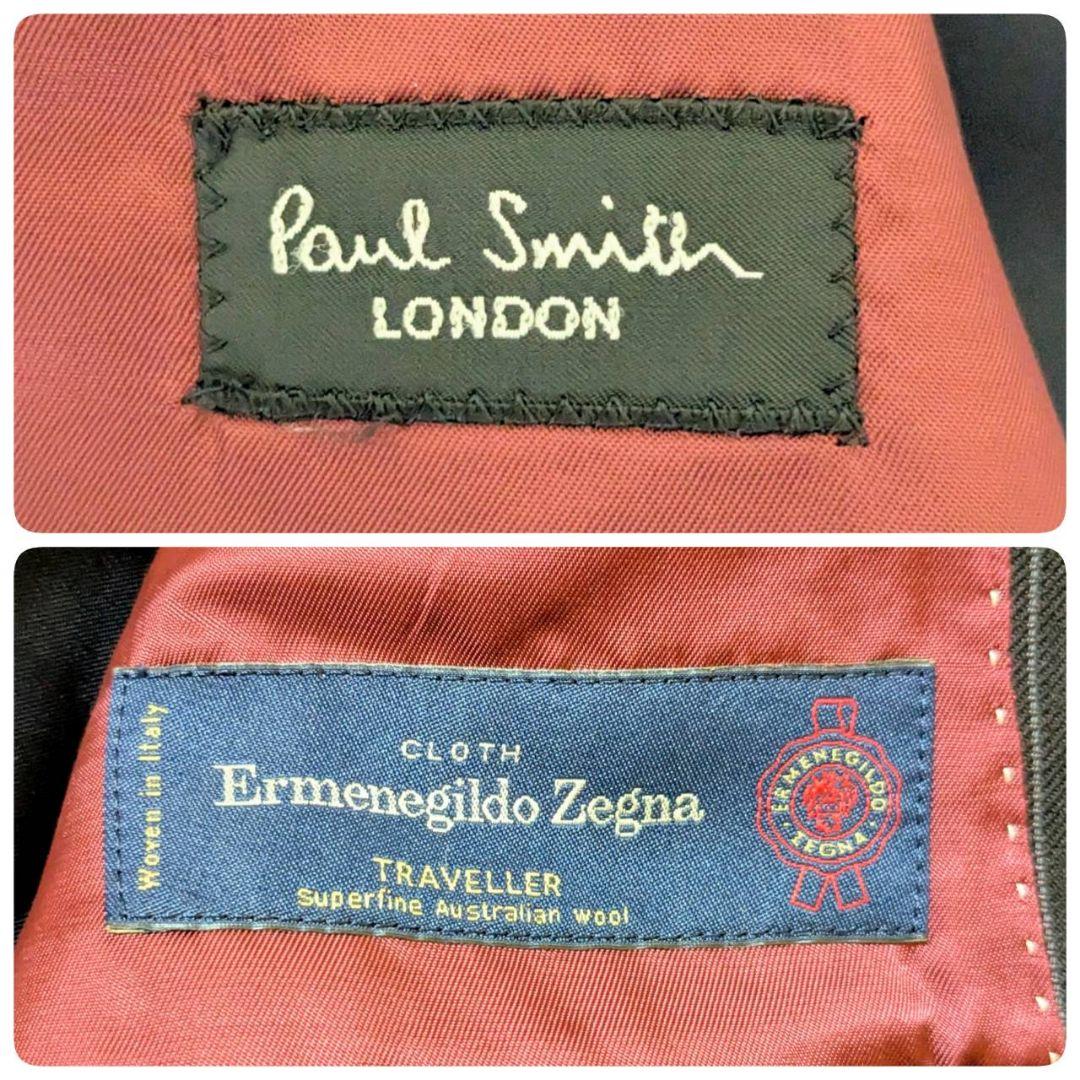 Paul Smith
LONDON
Woven in Italy
CLOTH
Ermenegildo Zegna
TRAVELLER
Superfine Australian wool
ERMENEGILDO
ZEGNA